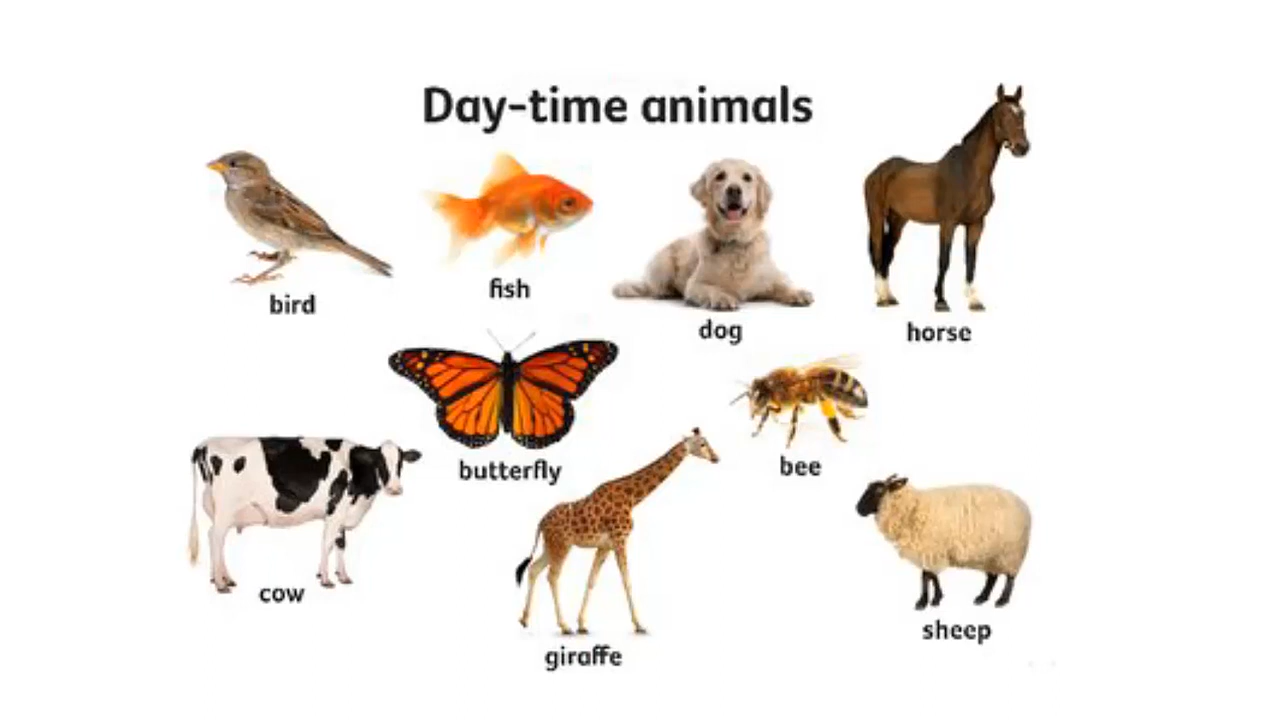 Day-time animals
bird
fish
dog
horse
butterfly
bee
cow
giraffe
sheep